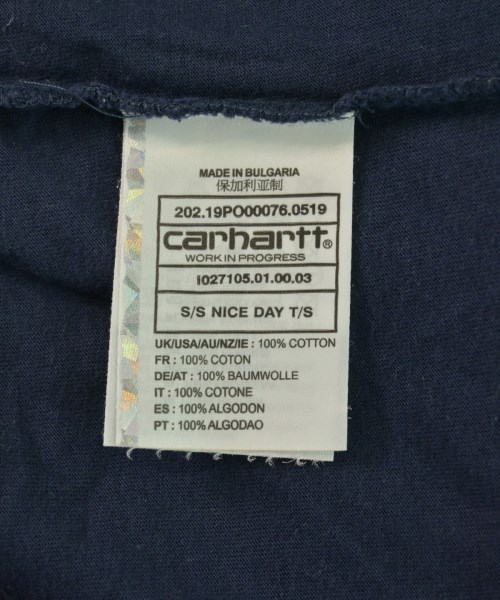 MADE IN BULGARIA
保加利亚制
202.19PO00076.0519
carhartt®
WORK IN PROGRESS
I027105.01.00.03
S/S NICE DAY T/S
UK/USA/AU/NZ/IE : 100% COTTON
FR : 100% COTON
DE/AT : 100% BAUMWOLLE
IT : 100% COTONE
ES : 100% ALGODON
PT : 100% ALGODAO